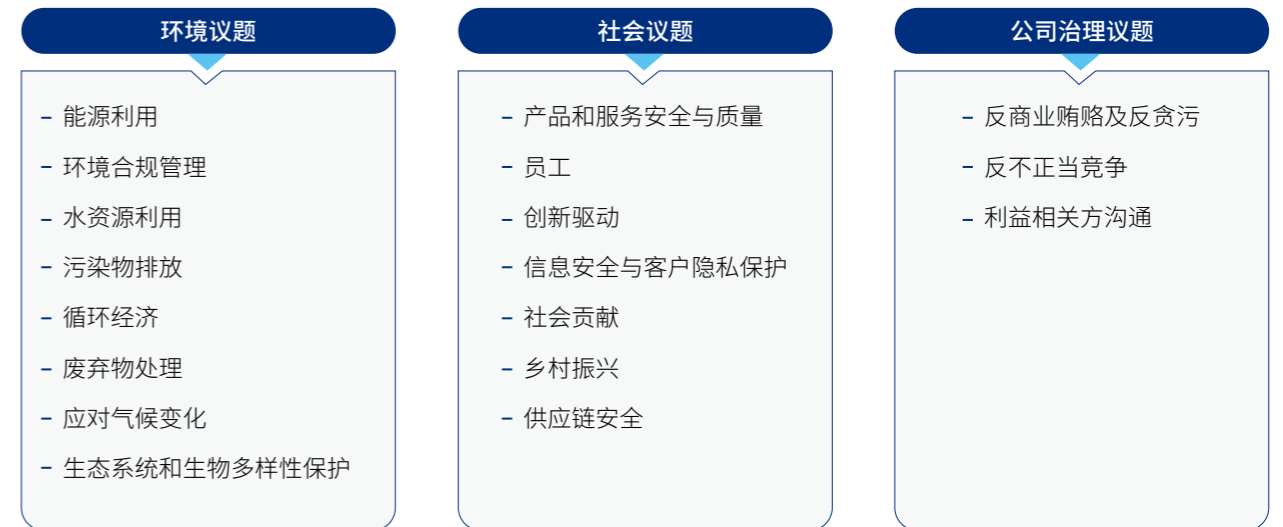 环境议题
– 能源利用
– 环境合规管理
– 水资源利用
– 污染物排放
– 循环经济
– 废弃物处理
– 应对气候变化
– 生态系统和生物多样性保护
社会议题
– 产品和服务安全与质量
– 员工
– 创新驱动
– 信息安全与客户隐私保护
– 社会贡献
– 乡村振兴
– 供应链安全
公司治理议题
– 反商业贿赂及反贪污
– 反不正当竞争
– 利益相关方沟通